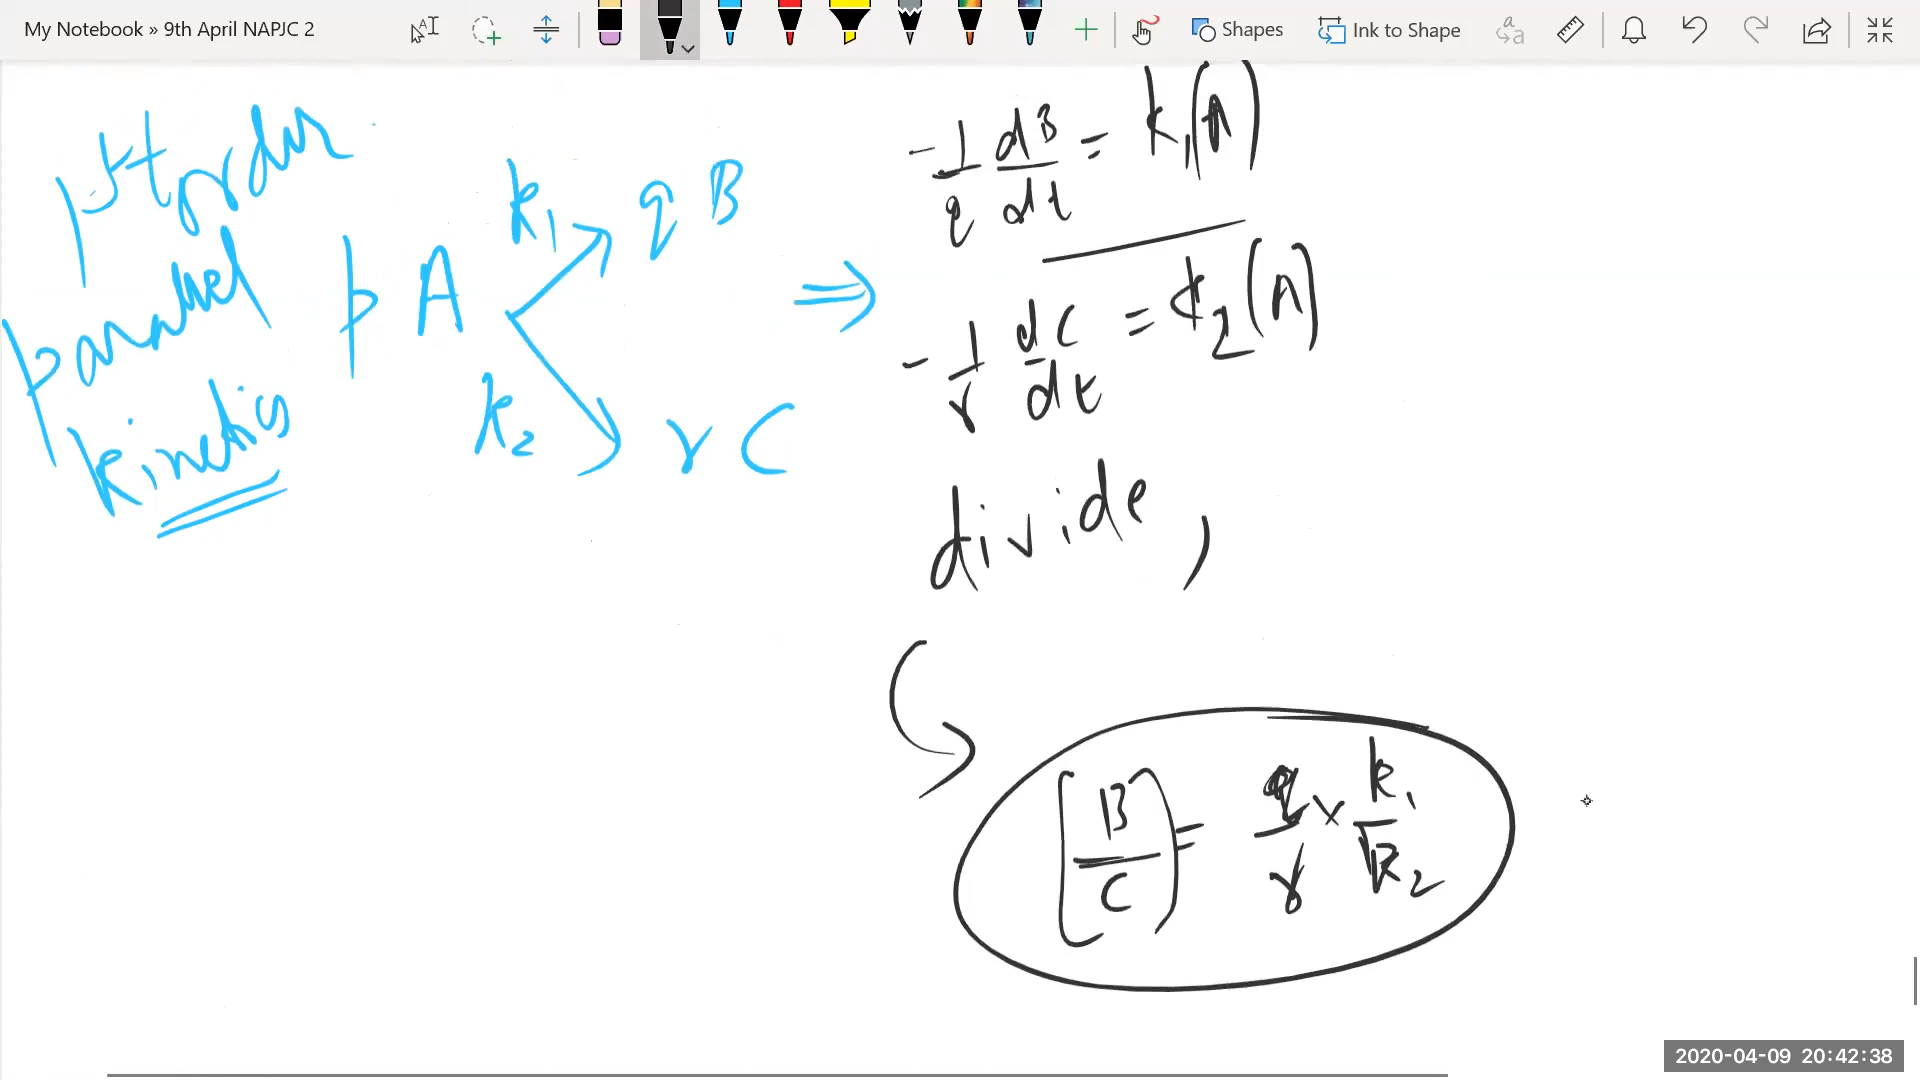 My Notebook » 9th April NAPJC 2
Shapes
Ink to Shape
Ist order
parallel
kinetics
p A
k1
q B
k2
r C
⇒
-1/q dB/dt = k1(A)
-1/r dC/dt = k2(A)
divide,
[B/C] = q/r × k1/k2
2020-04-09 20:42:38